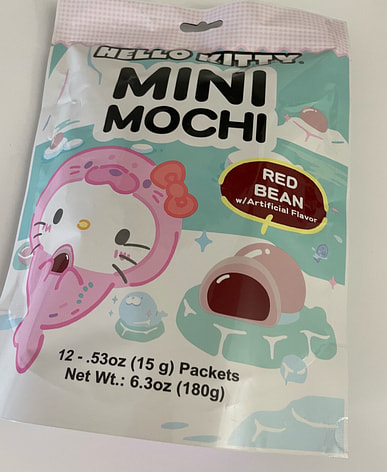 HELLO KITTY
MINI
MOCHI
RED
BEAN
w/Artificial Flavor
12 - .53oz (15 g) Packets
Net Wt.: 6.3oz (180g)